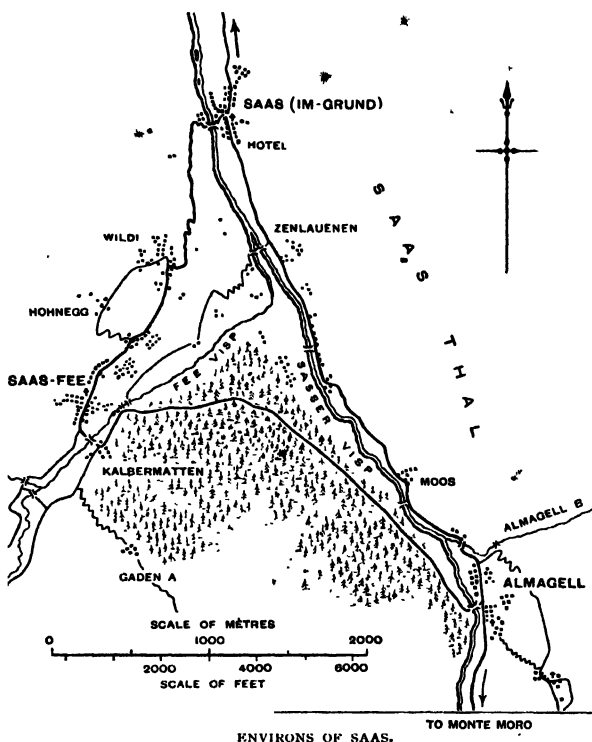 SAAS (IM-GRUND)
HOTEL
SAAS THAL
ZENLAUENEN
WILDI
HOHNEGG
FEE VISP
SAAS-FEE
SASSER VISP
KALBERMATTEN
MOOS
ALMAGELL B
GADEN A
ALMAGELL
SCALE OF MÈTRES
0 1000 2000
2000 4000 6000
SCALE OF FEET
TO MONTE MORO
ENVIRONS OF SAAS.